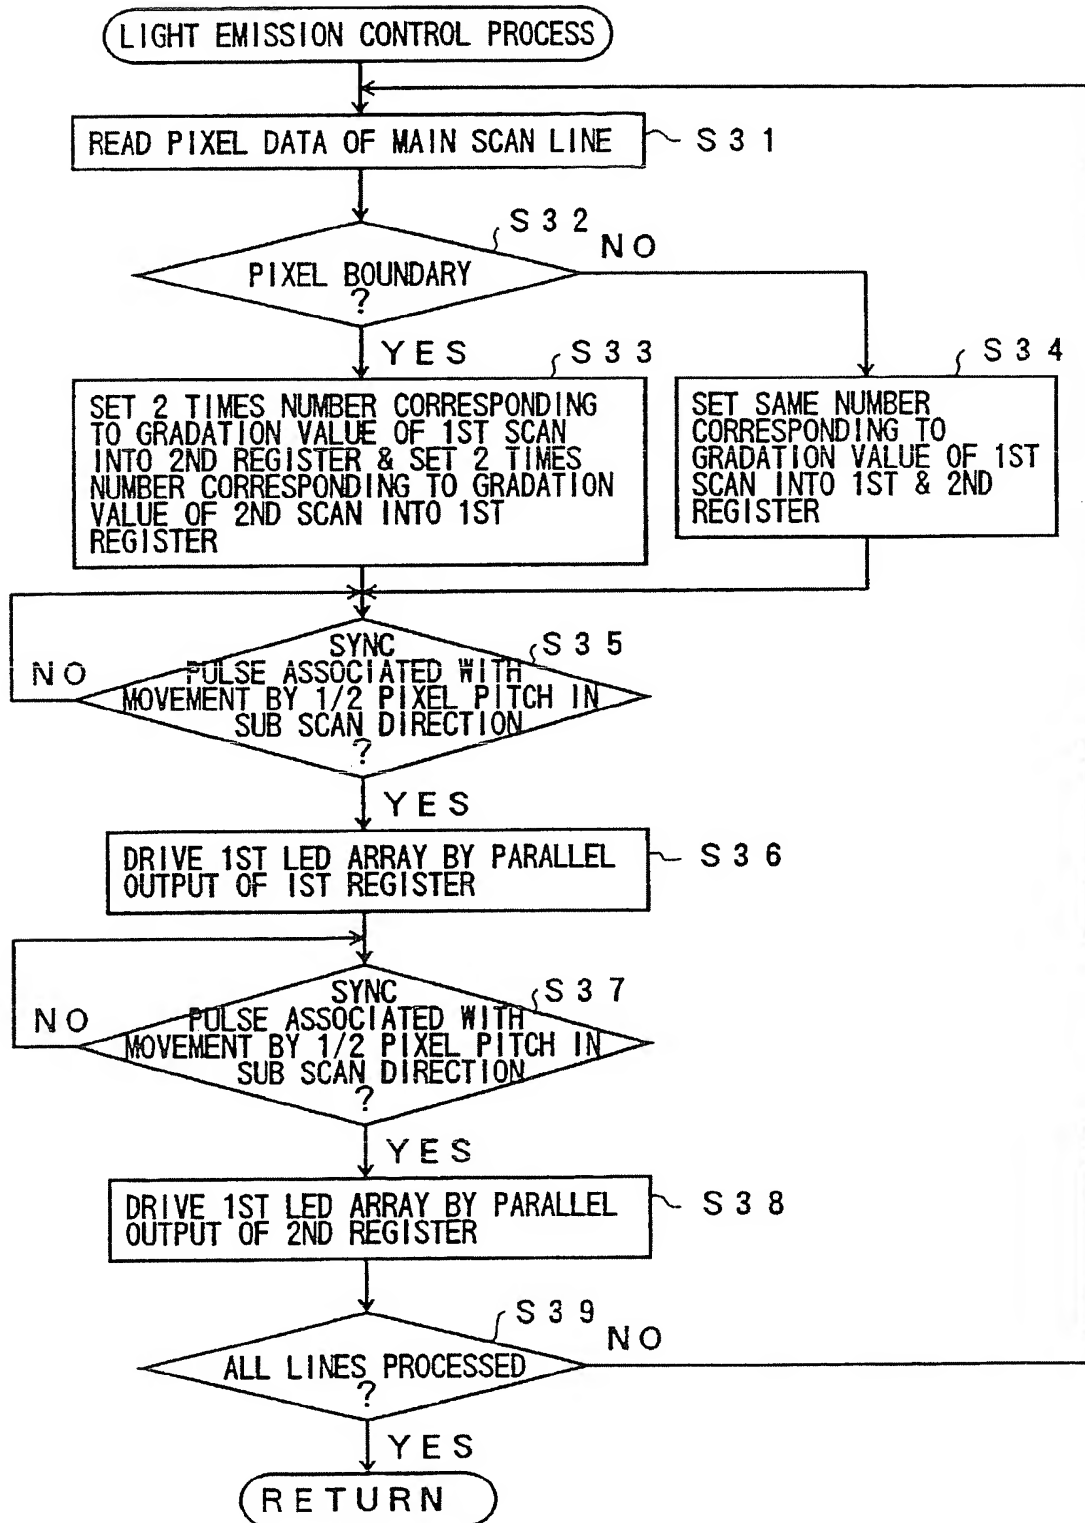 LIGHT EMISSION CONTROL PROCESS
READ PIXEL DATA OF MAIN SCAN LINE
S31
S32
NO
PIXEL BOUNDARY
?
YES
S33
S34
SET 2 TIMES NUMBER CORRESPONDING
TO GRADATION VALUE OF 1ST SCAN
INTO 2ND REGISTER & SET 2 TIMES
NUMBER CORRESPONDING TO GRADATION
VALUE OF 2ND SCAN INTO 1ST
REGISTER
SET SAME NUMBER
CORRESPONDING TO
GRADATION VALUE OF 1ST
SCAN INTO 1ST & 2ND
REGISTER
S35
NO
SYNC
PULSE ASSOCIATED WITH
MOVEMENT BY 1/2 PIXEL PITCH IN
SUB SCAN DIRECTION
?
YES
DRIVE 1ST LED ARRAY BY PARALLEL
OUTPUT OF 1ST REGISTER
S36
S37
NO
SYNC
PULSE ASSOCIATED WITH
MOVEMENT BY 1/2 PIXEL PITCH IN
SUB SCAN DIRECTION
?
YES
DRIVE 1ST LED ARRAY BY PARALLEL
OUTPUT OF 2ND REGISTER
S38
S39
NO
ALL LINES PROCESSED
?
YES
RETURN